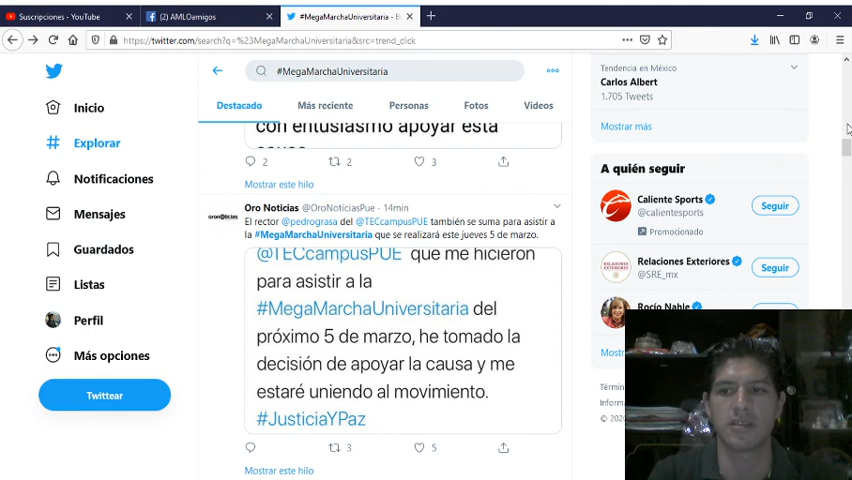 Suscripciones - YouTube
(2) AMLOamigos
#MegaMarchaUniversitaria - B
https://twitter.com/search?q=%23MegaMarchaUniversitaria&src=trend_click
Inicio
Explorar
Notificaciones
Mensajes
Guardados
Listas
Perfil
Más opciones
Twittear
#MegaMarchaUniversitaria
Destacado
Más reciente
Personas
Fotos
Videos
con entusiasmo apoyar esta
2
2
3
Mostrar este hilo
Oro Noticias @OroNoticiasPue · 14min
El rector @pedrograsa del @TECcampusPUE también se suma para asistir a
la #MegaMarchaUniversitaria que se realizará este jueves 5 de marzo.
@TECcampusPUE que me hicieron
para asistir a la
#MegaMarchaUniversitaria del
próximo 5 de marzo, he tomado la
decisión de apoyar la causa y me
estaré uniendo al movimiento.
#JusticiaYPaz
3
5
Mostrar este hilo
Tendencia en México
Carlos Albert
1.705 Tweets
Mostrar más
A quién seguir
Caliente Sports
@calientesports
Promocionado
Seguir
Relaciones Exteriores
@SRE_mx
Seguir
Rocío Nahle